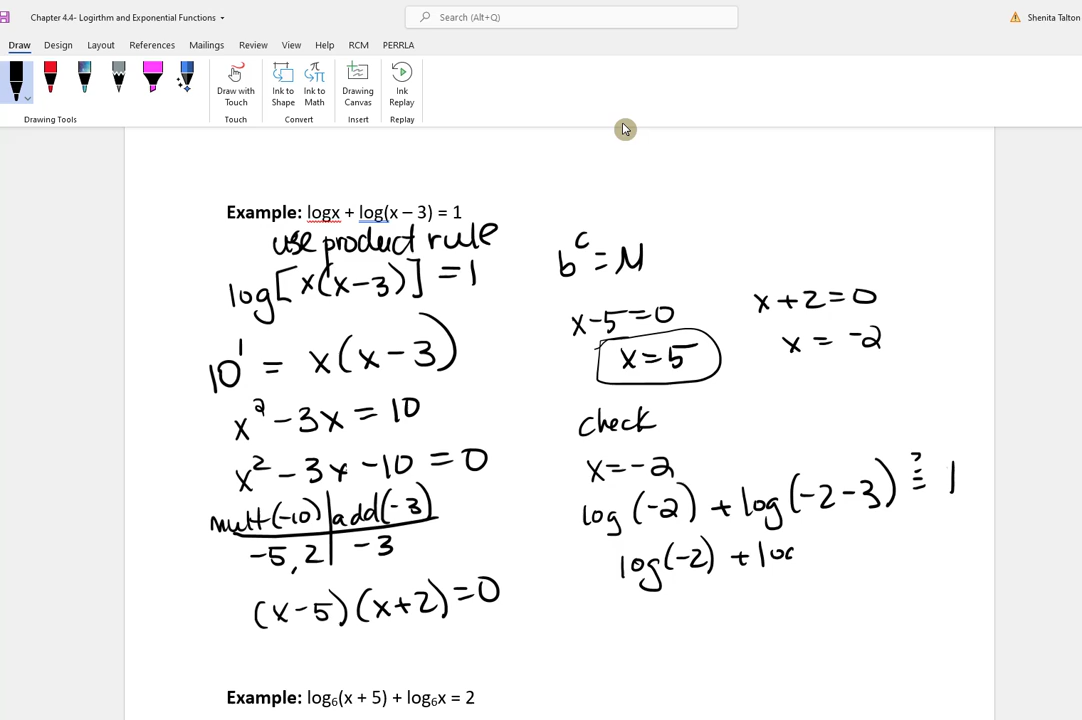 Chapter 4.4- Logirthm and Exponential Functions
Search (Alt+Q)
Shenita Talton
Draw Design Layout References Mailings Review View Help RCM PERRLA
Draw with Touch
Ink to Shape
Ink to Math
Drawing Canvas
Ink Replay
Drawing Tools Touch Convert Insert Replay
Example: logx + log(x – 3) = 1
use product rule
log[x(x-3)] = 1
10¹ = x(x-3)
x² - 3x = 10
x² - 3x - 10 = 0
mult(-10) | add(-3)
-5, 2 | -3
(x-5)(x+2) = 0
b^c = M
x-5=0
x=5
x+2=0
x = -2
check
x=-2
log(-2) + log(-2-3) ≟ 1
log(-2) + loc
Example: log₆(x + 5) + log₆x = 2